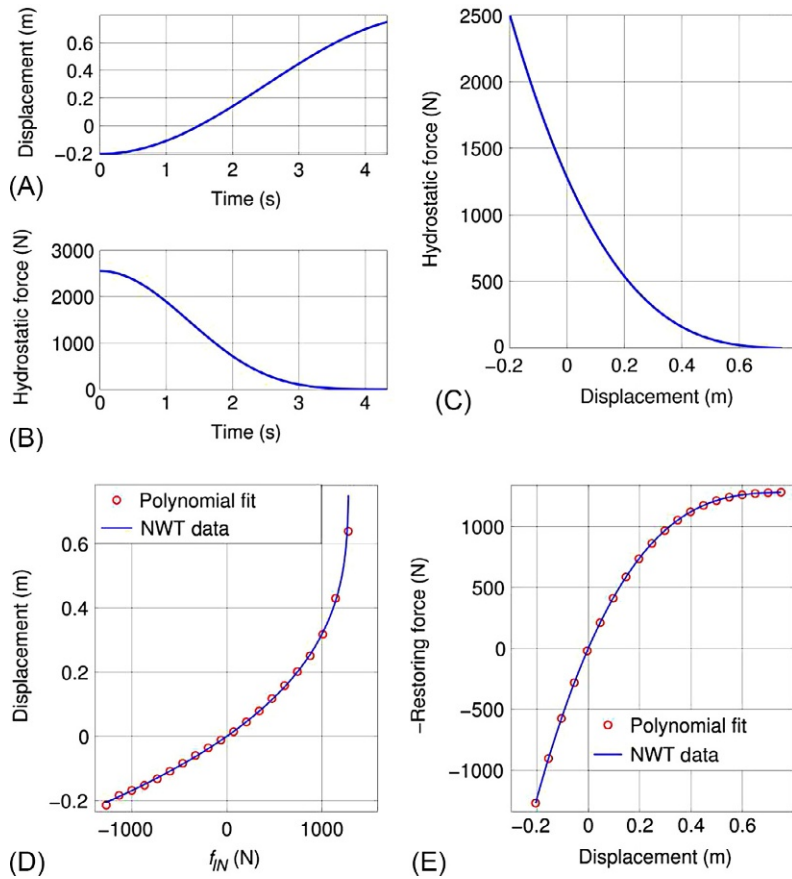 Displacement (m)
0.8
0.6
0.4
0.2
0
−0.2
0 1 2 3 4
Time (s)
(A)
Hydrostatic force (N)
3000
2000
1000
0
0 1 2 3 4
Time (s)
(B)
Hydrostatic force (N)
2500
2000
1500
1000
500
0
−0.2 0 0.2 0.4 0.6
Displacement (m)
(C)
Polynomial fit
NWT data
Displacement (m)
0.6
0.4
0.2
0
−0.2
−1000 0 1000
f_IN (N)
(D)
−Restoring force (N)
1000
500
0
−500
−1000
Polynomial fit
NWT data
−0.2 0 0.2 0.4 0.6
Displacement (m)
(E)